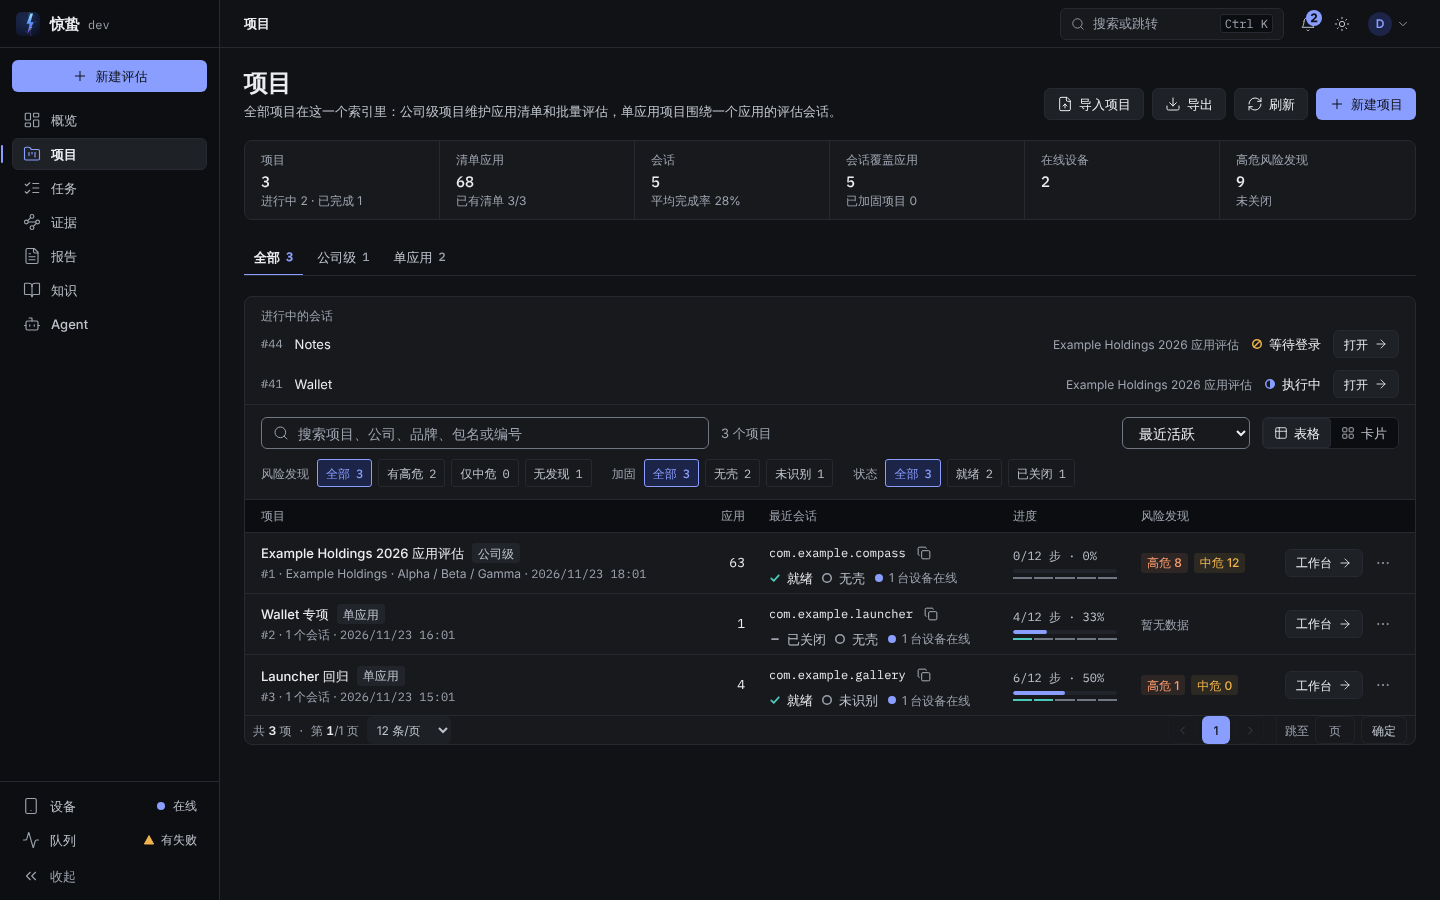 惊蛰 dev
项目
搜索或跳转 Ctrl K
2
D
新建评估
概览
项目
任务
证据
报告
知识
Agent
设备 在线
队列 有失败
收起
项目
全部项目在这一个索引里：公司级项目维护应用清单和批量评估，单应用项目围绕一个应用的评估会话。
导入项目 导出 刷新 新建项目
项目 清单应用 会话 会话覆盖应用 在线设备 高危风险发现
3 68 5 5 2 9
进行中 2 · 已完成 1 已有清单 3/3 平均完成率 28% 已加固项目 0 未关闭
全部 3 公司级 1 单应用 2
进行中的会话
#44 Notes Example Holdings 2026 应用评估 等待登录 打开
#41 Wallet Example Holdings 2026 应用评估 执行中 打开
搜索项目、公司、品牌、包名或编号 3 个项目 最近活跃 表格 卡片
风险发现 全部 3 有高危 2 仅中危 0 无发现 1 加固 全部 3 无壳 2 未识别 1 状态 全部 3 就绪 2 已关闭 1
项目 应用 最近会话 进度 风险发现
Example Holdings 2026 应用评估 公司级
#1 · Example Holdings · Alpha / Beta / Gamma · 2026/11/23 18:01
63
com.example.compass
就绪 无壳 1 台设备在线
0/12 步 · 0%
高危 8 中危 12
工作台
Wallet 专项 单应用
#2 · 1 个会话 · 2026/11/23 16:01
1
com.example.launcher
已关闭 无壳 1 台设备在线
4/12 步 · 33%
暂无数据
工作台
Launcher 回归 单应用
#3 · 1 个会话 · 2026/11/23 15:01
4
com.example.gallery
就绪 未识别 1 台设备在线
6/12 步 · 50%
高危 1 中危 0
工作台
共 3 项 · 第 1/1 页 12 条/页 1 跳至 页 确定